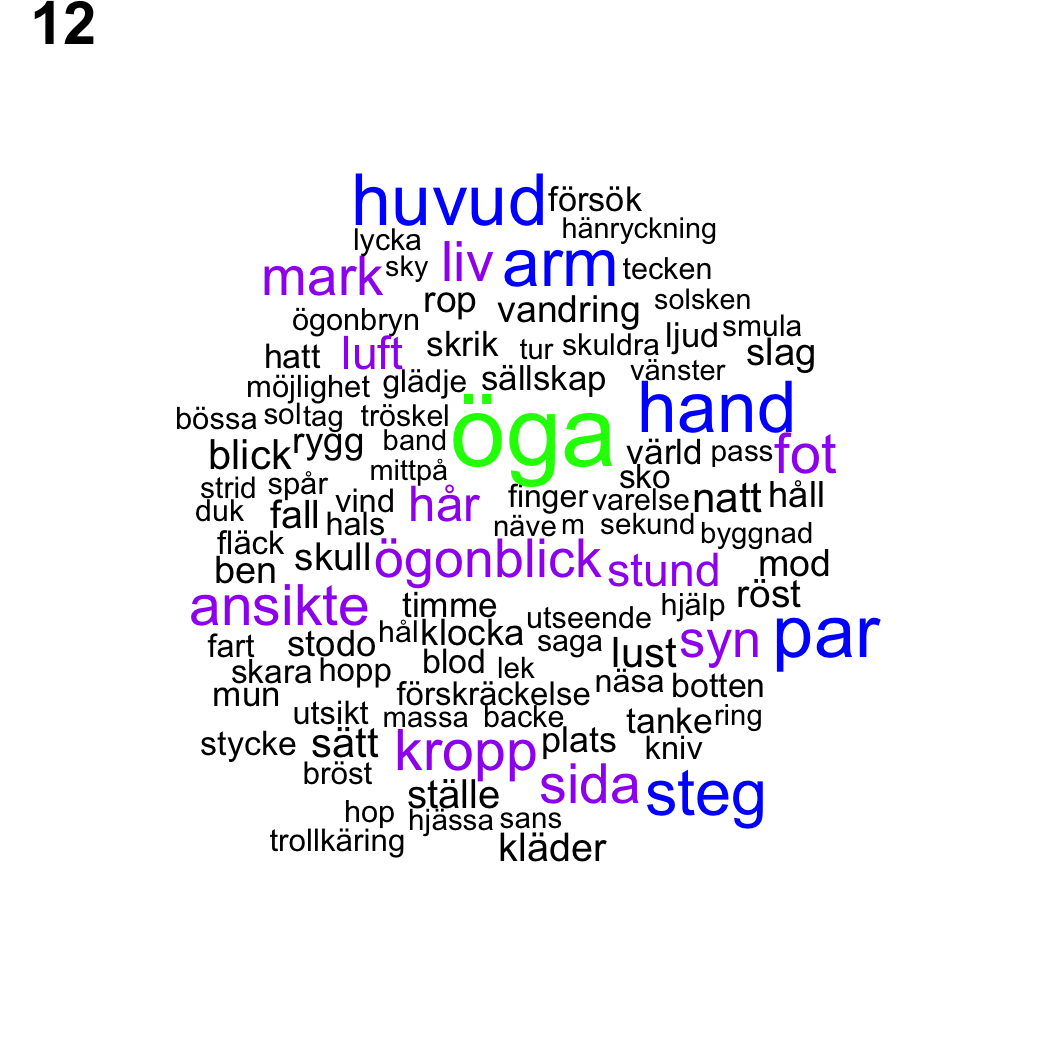 12
huvud försök
hänryckning
lycka
mark sky liv arm tecken
rop vandring solsken
ögonbryn ljud smula
hatt luft skrik tur skuldra slag
vänster
möjlighet glädje sällskap
bössa sol tag tröskel öga hand
blick rygg band värld pass fot
mittpå sko
strid spår vind hår finger varelse natt håll
duk fall hals näve m sekund byggnad
fläck skull ögonblick stund mod
ben
ansikte timme utseende hjälp röst
fart stodo hål klocka saga lust syn par
skara hopp blod lek
mun förskräckelse näsa botten
utsikt massa backe tanke ring
stycke sätt kropp plats kniv
bröst ställe sida steg
hop hjässa sans
trollkäring kläder